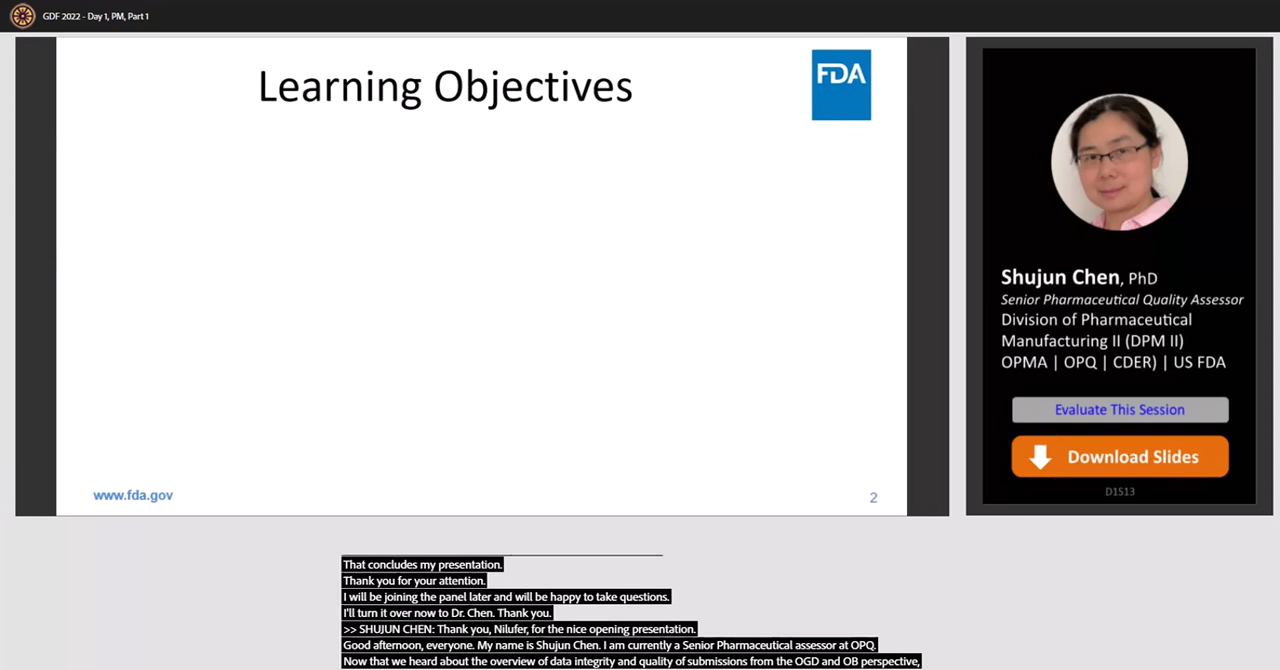 GDF 2022 - Day 1, PM, Part 1
Learning Objectives
FDA
www.fda.gov
2
Shujun Chen, PhD
Senior Pharmaceutical Quality Assessor
Division of Pharmaceutical
Manufacturing II (DPM II)
OPMA | OPQ | CDER) | US FDA
Evaluate This Session
Download Slides
D1S13
That concludes my presentation.
Thank you for your attention.
I will be joining the panel later and will be happy to take questions.
I'll turn it over now to Dr. Chen. Thank you.
>> SHUJUN CHEN: Thank you, Nilufer, for the nice opening presentation.
Good afternoon, everyone. My name is Shujun Chen. I am currently a Senior Pharmaceutical assessor at OPQ.
Now that we heard about the overview of data integrity and quality of submissions from the OGD and OB perspective,